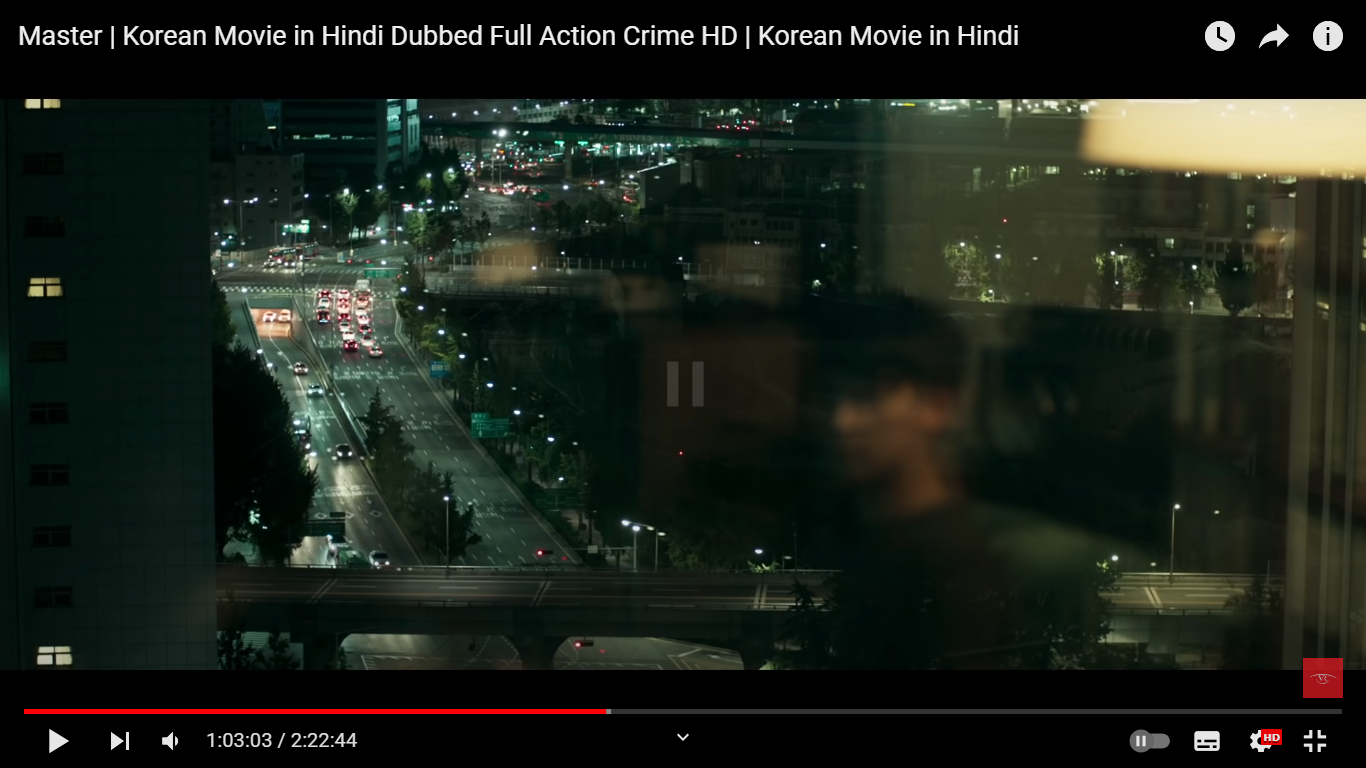 Master | Korean Movie in Hindi Dubbed Full Action Crime HD | Korean Movie in Hindi
1:03:03 / 2:22:44
HD